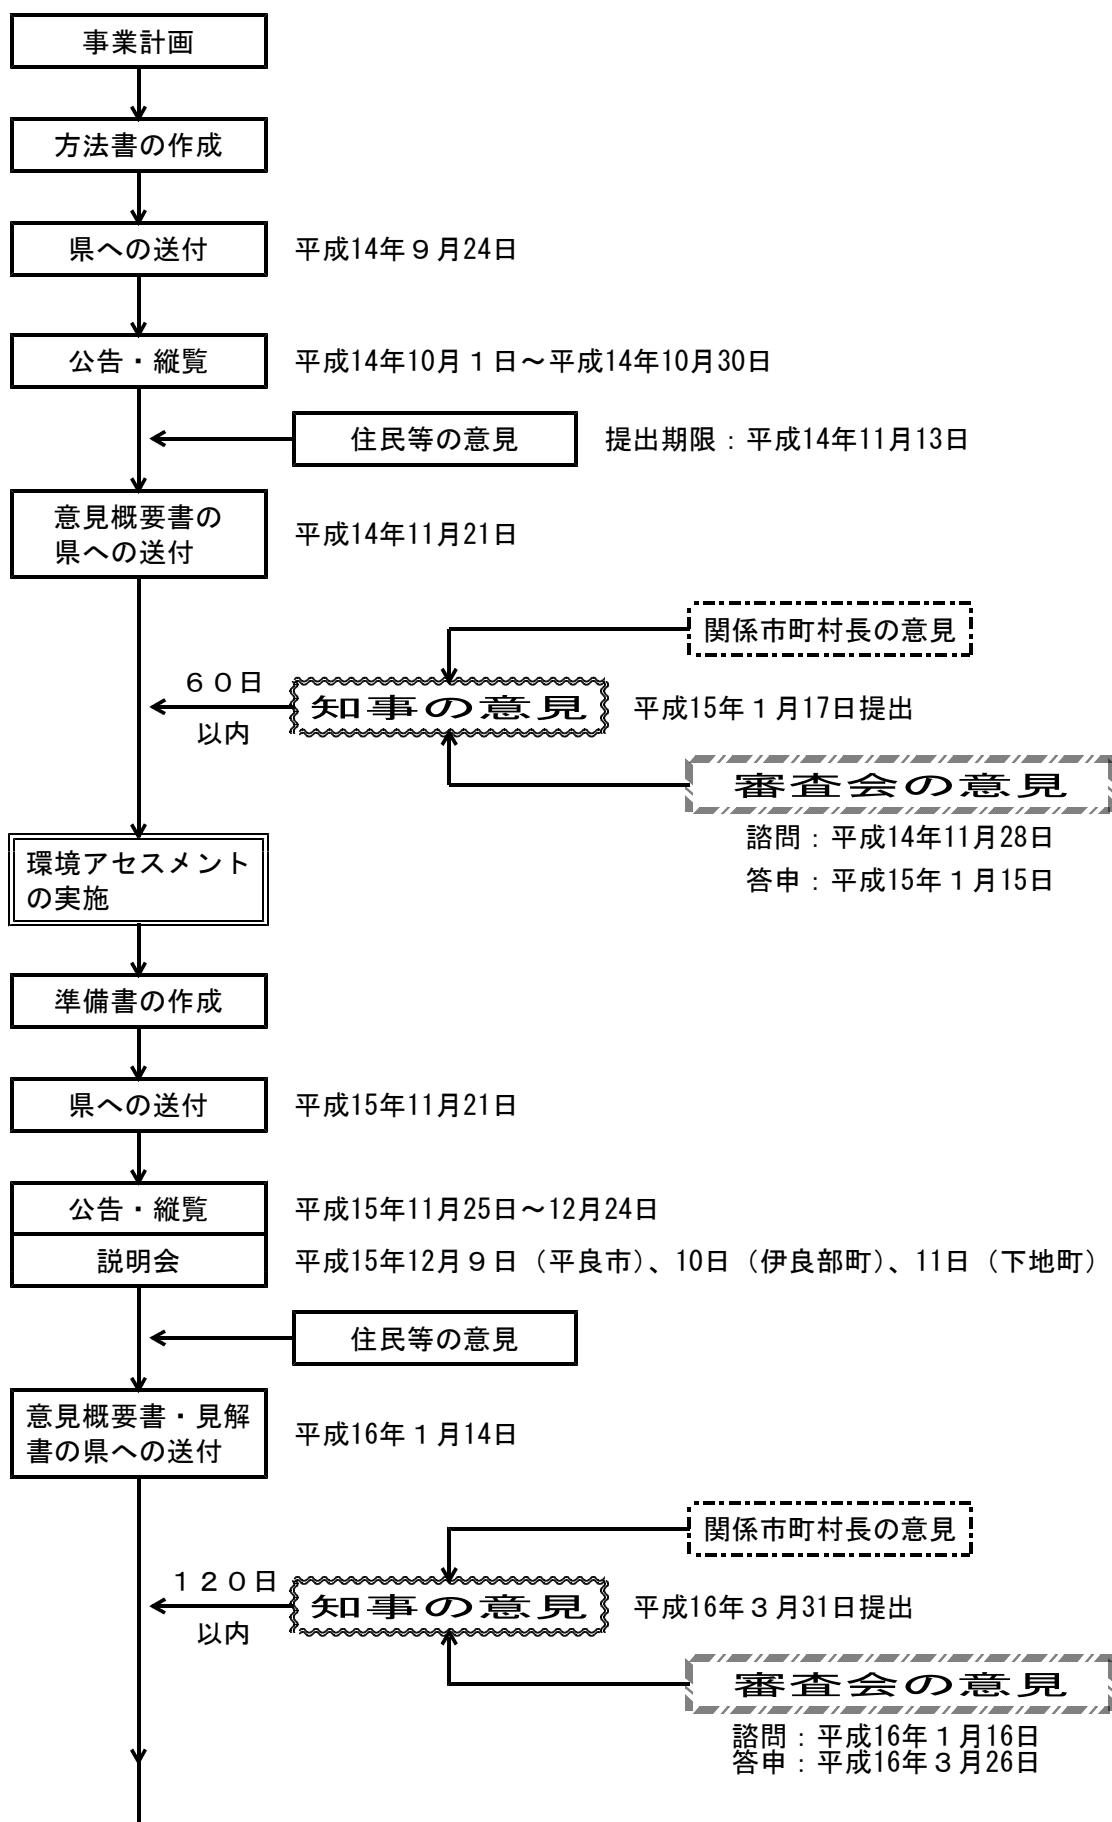 事業計画
方法書の作成
県への送付　平成14年９月24日
公告・縦覧　平成14年10月１日～平成14年10月30日
住民等の意見　提出期限：平成14年11月13日
意見概要書の
県への送付
平成14年11月21日
関係市町村長の意見
６０日
以内
知事の意見　平成15年１月17日提出
審査会の意見
諮問：平成14年11月28日
答申：平成15年１月15日
環境アセスメント
の実施
準備書の作成
県への送付　平成15年11月21日
公告・縦覧　平成15年11月25日～12月24日
説明会　平成15年12月９日（平良市）、10日（伊良部町）、11日（下地町）
住民等の意見
意見概要書・見解
書の県への送付
平成16年１月14日
関係市町村長の意見
１２０日
以内
知事の意見　平成16年３月31日提出
審査会の意見
諮問：平成16年１月16日
答申：平成16年３月26日